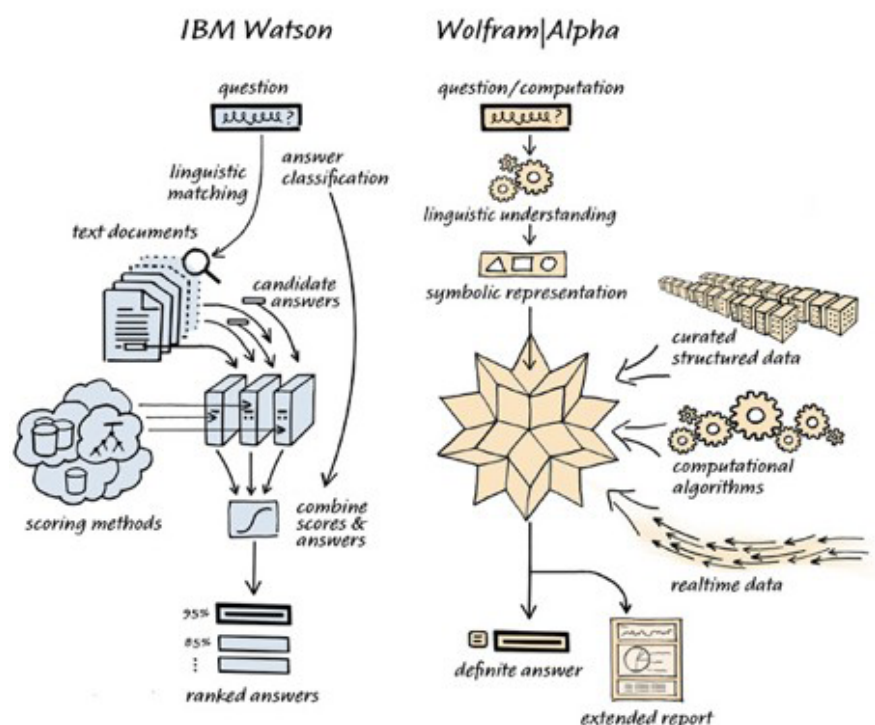 IBM Watson
question
linguistic
matching
answer
classification
text documents
candidate
answers
scoring methods
combine
scores &
answers
95%
85%
ranked answers
Wolfram|Alpha
question/computation
linguistic understanding
symbolic representation
curated
structured data
computational
algorithms
realtime data
definite answer
extended report